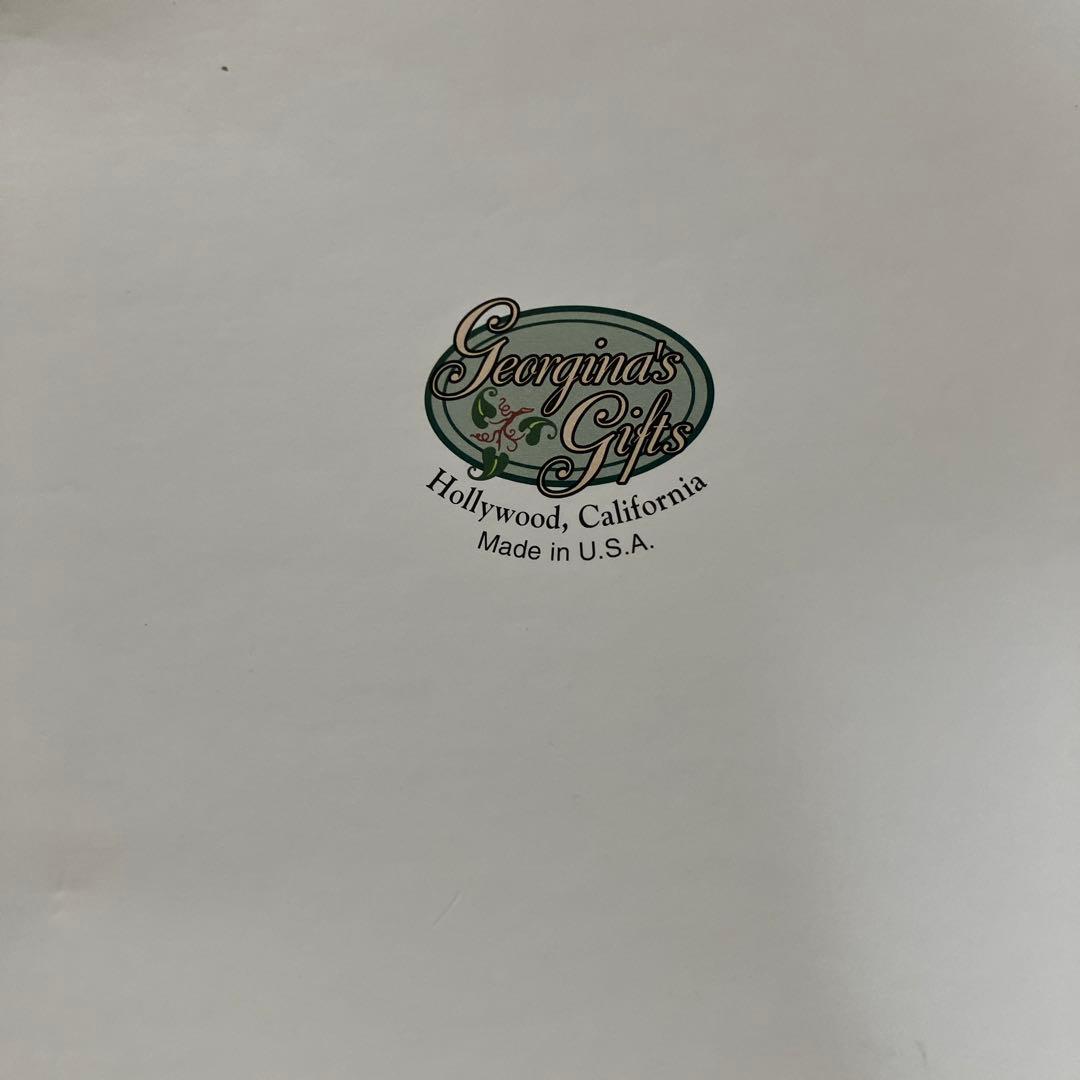 Georgina's
Gifts
Hollywood, California
Made in U.S.A.